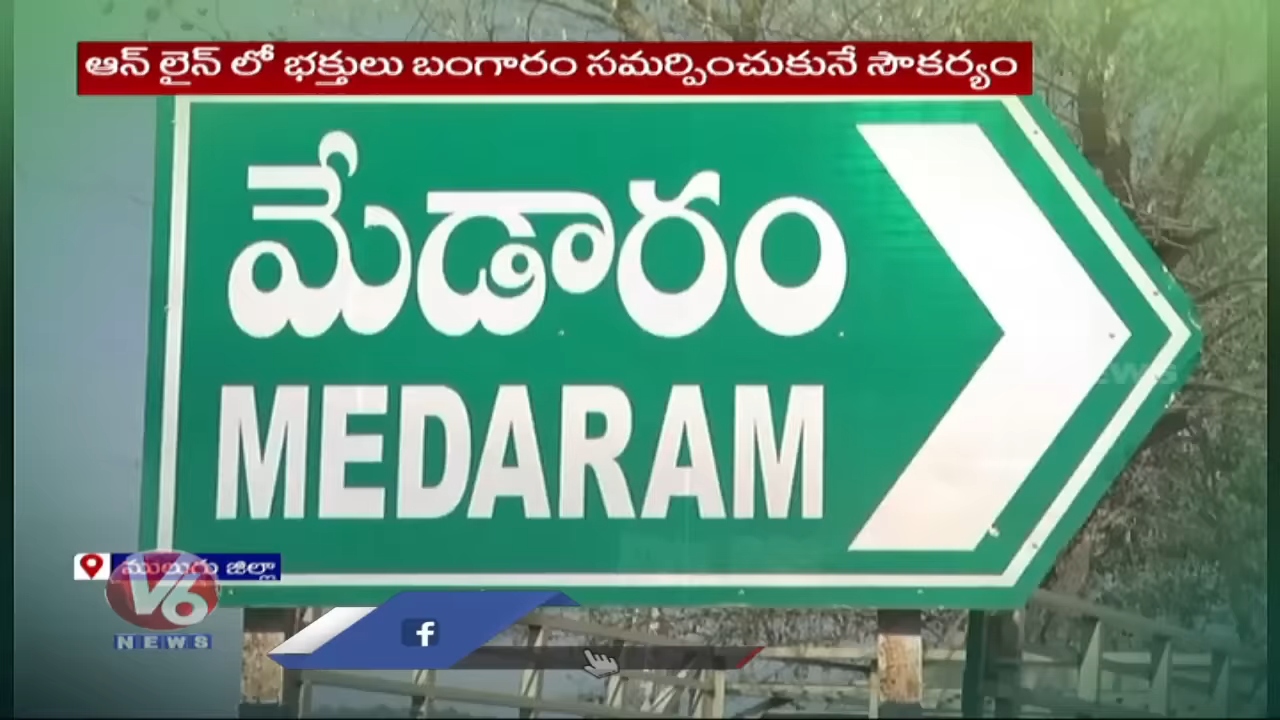 ఆన్ లైన్ లో భక్తులు బంగారం సమర్పించుకునే సౌకర్యం
మేడారం
MEDARAM
ములుగు జిల్లా
V6
NEWS
f